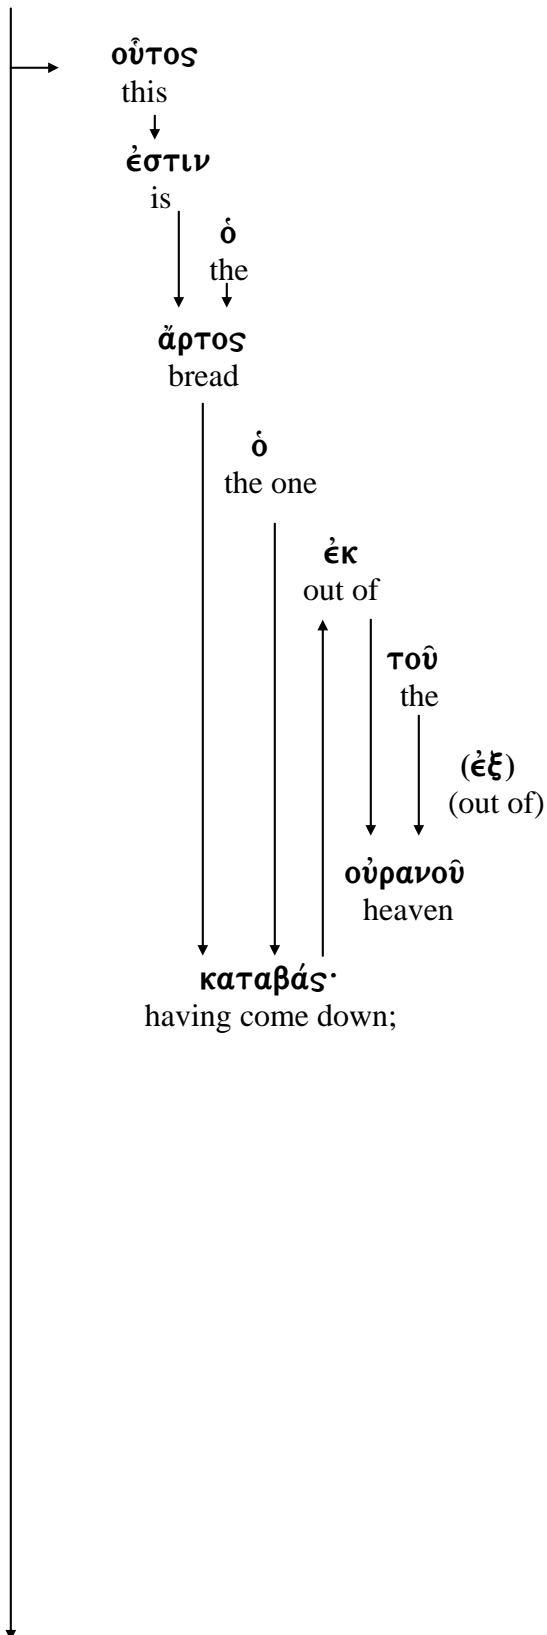 οὗτος
this
ἐστιν
is
ὁ
the
ἄρτος
bread
ὁ
the one
ἐκ
out of
τοῦ
the
(ἐξ)
(out of)
οὐρανοῦ
heaven
καταβάς·
having come down;